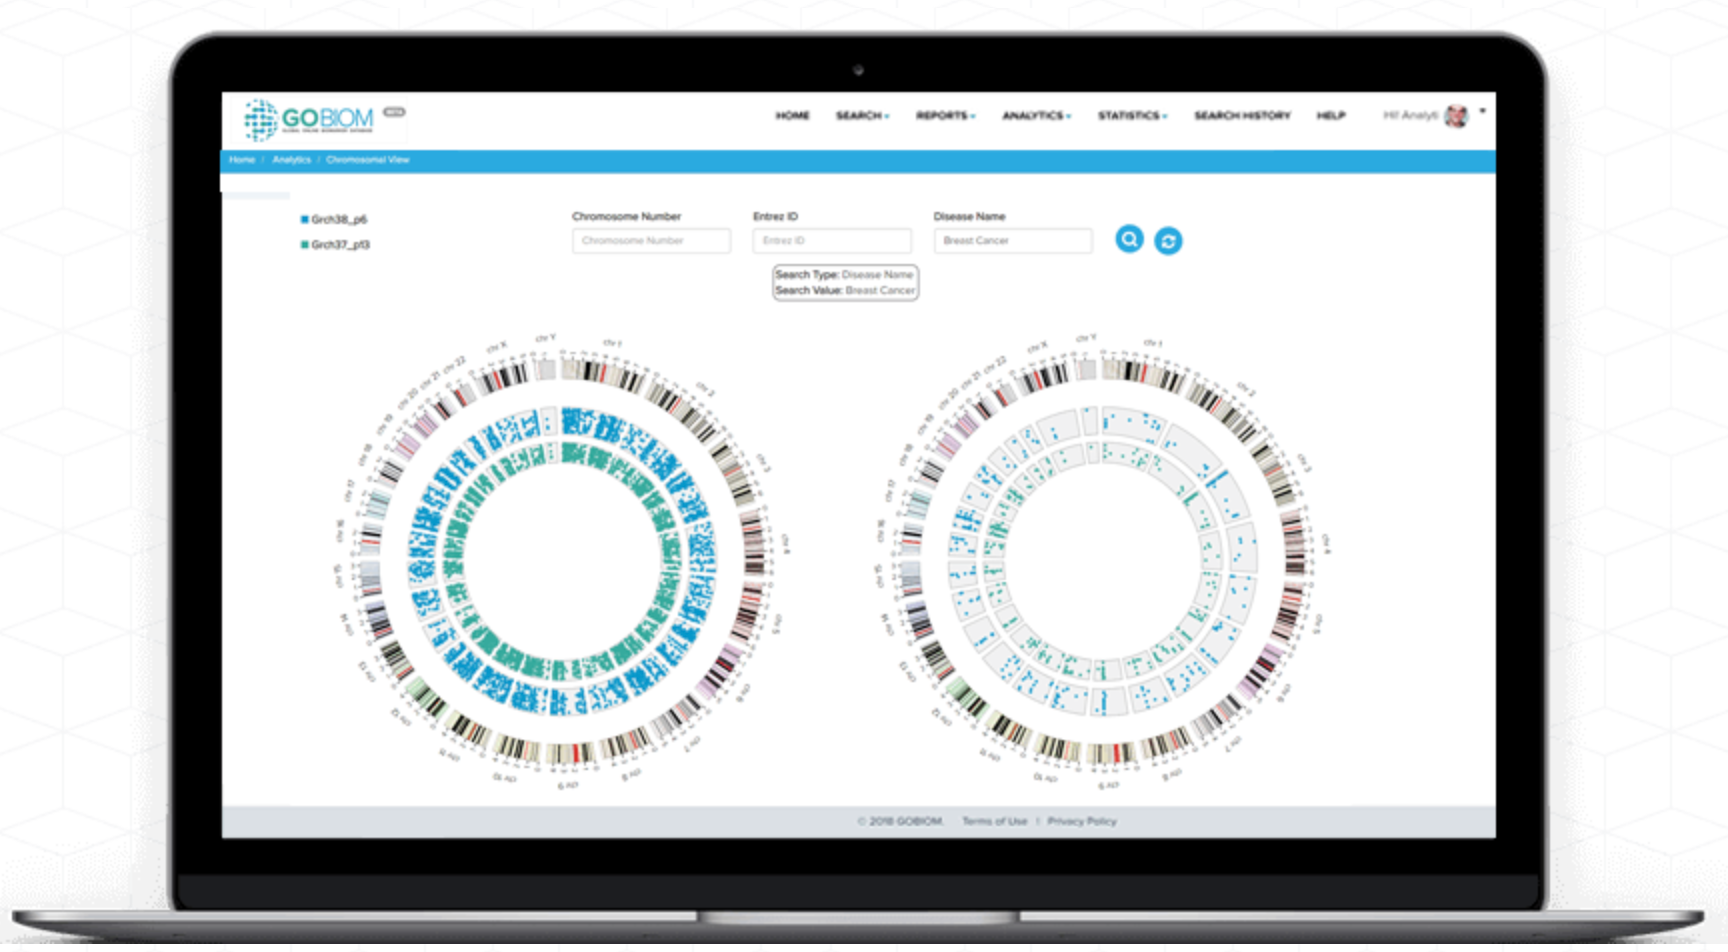 GOBIOM
HOME SEARCH REPORTS ANALYTICS STATISTICS SEARCH HISTORY HELP Hi! Analyti
Home / Analytics / Chromosomal View
Grch38_p6
Grch37_p13
Chromosome Number Entrez ID Disease Name
Chromosome Number Entrez ID Breast Cancer
Search Type: Disease Name
Search Value: Breast Cancer
chr 1
chr 2
chr 3
chr 4
chr 5
chr 6
chr 7
chr 8
chr 9
chr 10
chr 11
chr 12
chr 13
chr 14
chr 15
chr 16
chr 17
chr 18
chr 19
chr 20
chr 21
chr 22
chr X
chr Y
chr 1
chr 2
chr 3
chr 4
chr 5
chr 6
chr 7
chr 8
chr 9
chr 10
chr 11
chr 12
chr 13
chr 14
chr 15
chr 16
chr 17
chr 18
chr 19
chr 20
chr 21
chr 22
chr X
chr Y
© 2018 GOBIOM. Terms of Use | Privacy Policy